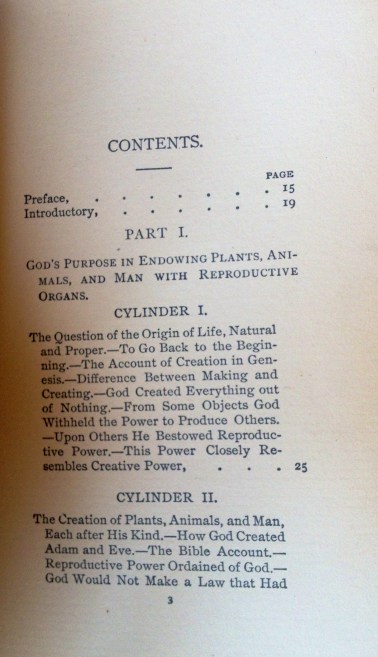 CONTENTS.
PAGE
Preface, . . . . . . . 15
Introductory, . . . . . . 19
PART I.
GOD'S PURPOSE IN ENDOWING PLANTS, ANI-
MALS, AND MAN WITH REPRODUCTIVE
ORGANS.
CYLINDER I.
The Question of the Origin of Life, Natural
and Proper.—To Go Back to the Begin-
ning.—The Account of Creation in Gen-
esis.—Difference Between Making and
Creating.—God Created Everything out
of Nothing.—From Some Objects God
Withheld the Power to Produce Others.
—Upon Others He Bestowed Reproduc-
tive Power.—This Power Closely Re-
sembles Creative Power, . . . 25
CYLINDER II.
The Creation of Plants, Animals, and Man,
Each after His Kind.—How God Created
Adam and Eve.—The Bible Account.—
Reproductive Power Ordained of God.—
God Would Not Make a Law that Had
3